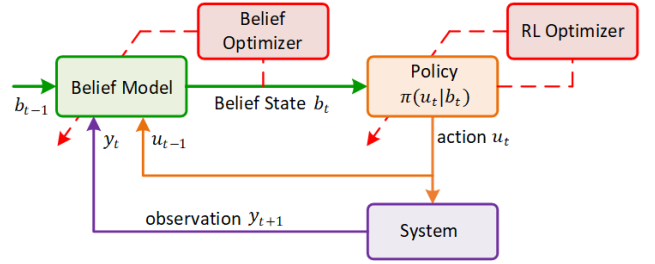 Belief
Optimizer
RL Optimizer
Belief Model
Policy
π(u_t|b_t)
b_{t−1}
Belief State b_t
y_t
u_{t−1}
action u_t
observation y_{t+1}
System